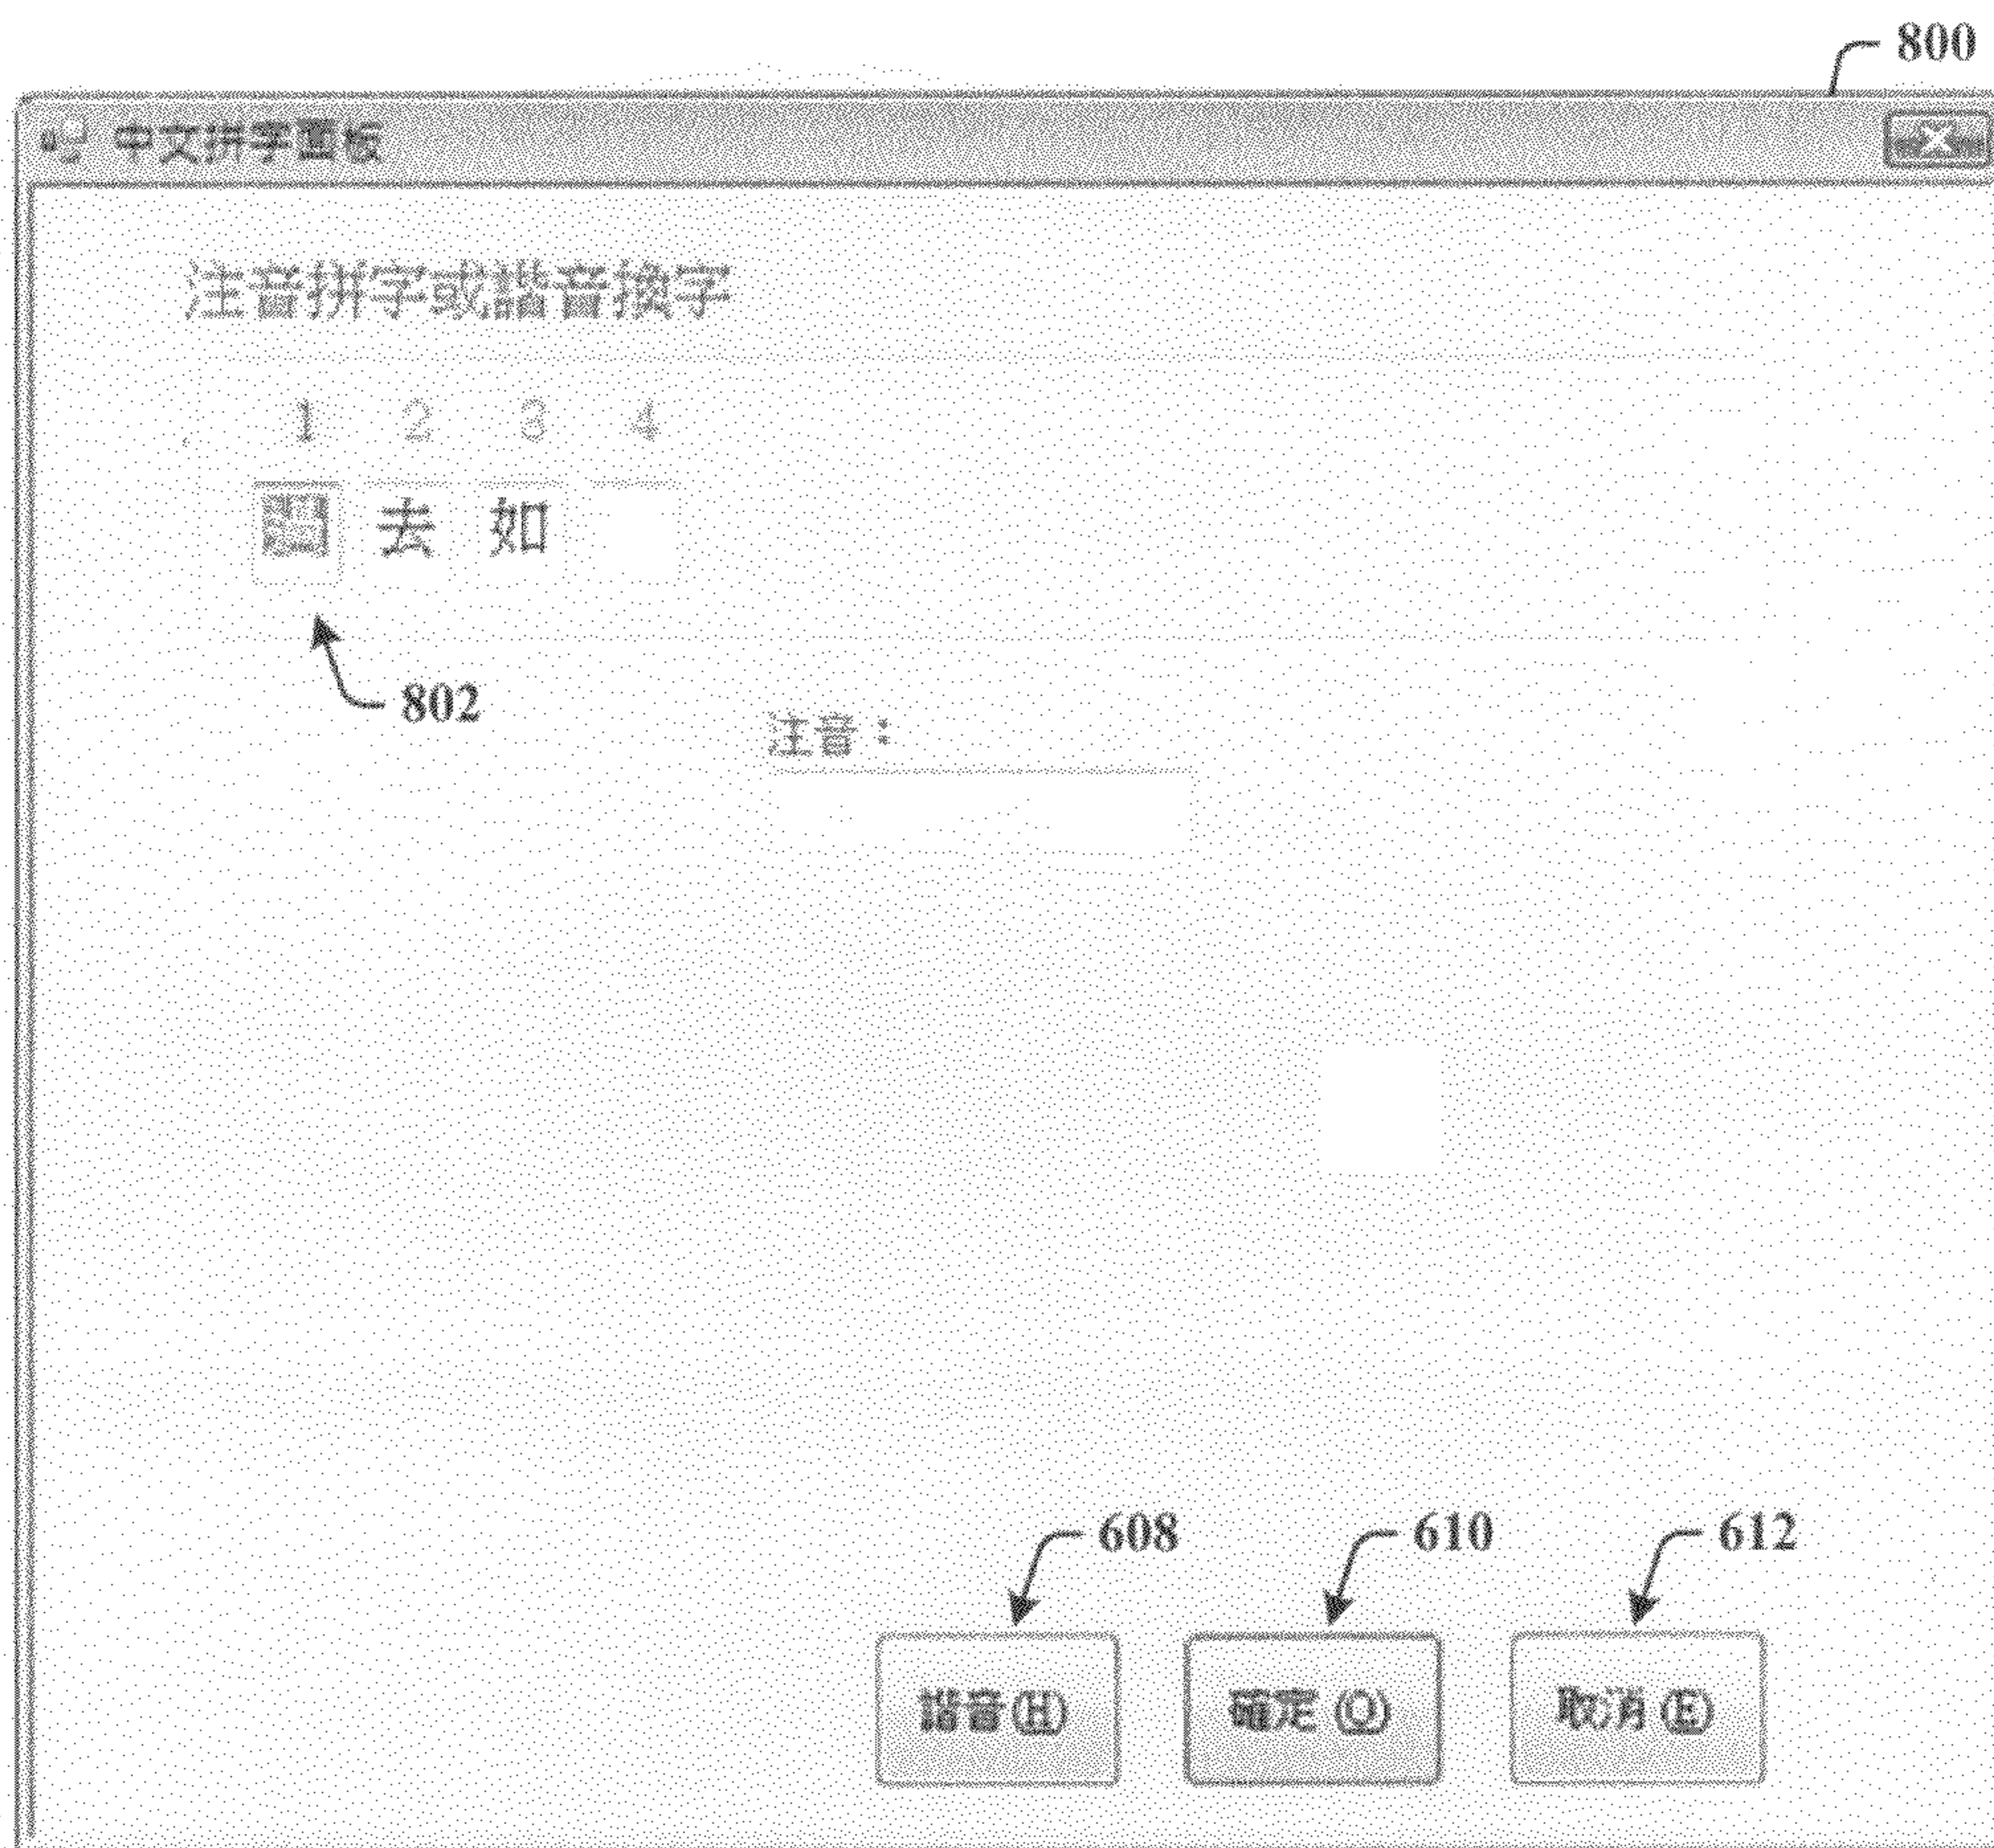 800
中文拼字面板
注音拼字或諧音換字
1 2 3 4
去 如
802
注音：
608 610 612
諧音(H) 確定 (O) 取消 (E)